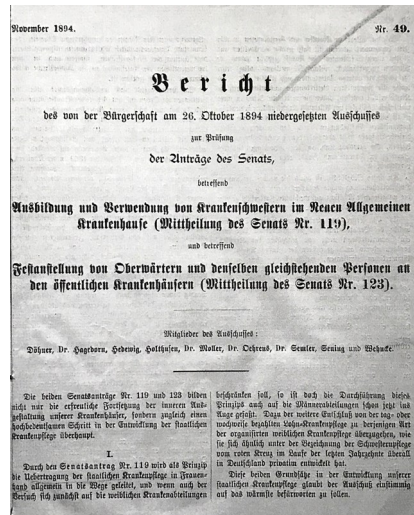 November 1894.
Nr. 49.
Bericht
des von der Bürgerschaft am 26. Oktober 1894 niedergesetzten Ausschusses
zur Prüfung
der Anträge des Senats,
betreffend
Ausbildung und Verwendung von Krankenschwestern im Neuen Allgemeinen
Krankenhause (Mittheilung des Senats Nr. 119),
und betreffend
Festanstellung von Oberwärtern und denselben gleichstehenden Personen an
den öffentlichen Krankenhäusern (Mittheilung des Senats Nr. 123).
Mitglieder des Ausschusses:
Döhner, Dr. Hagedorn, Hedewig, Holthusen, Dr. Moller, Dr. Oehrens, Dr. Semler, Sening und Wehncke.
Die beiden Senatsanträge Nr. 119 und 123 bilden
nicht nur die erfreuliche Fortsetzung der inneren Aus-
gestaltung unserer Krankenhäuser, sondern zugleich einen
hochbedeutsamen Schritt in der Entwickelung der staatlichen
Krankenpflege überhaupt.
I.
Durch den Senatsantrag Nr. 119 wird als Prinzip
die Uebertragung der staatlichen Krankenpflege in Frauen-
hand allgemein in die Wege geleitet, und wenn auch der
Versuch sich zunächst auf die weiblichen Krankenabteilungen
beschränken soll, so ist doch die Durchführung dieses
Prinzips auch auf die Männerabteilungen schon jetzt ins
Auge gefaßt. Dazu der weitere Entschluß von der tag- oder
wochweise bezahlten Lohn-Krankenpflege zu derjenigen Art
der organisirten weiblichen Krankenpflege überzugehen, wie
sie sich ähnlich unter der Bezeichnung der Schwesternpflege
vom roten Kreuz im Laufe der letzten Jahrzehnte überall
in Deutschland privatim entwickelt hat.
Diese beiden Grundsätze in der Entwicklung unserer
staatlichen Krankenpflege glaubt der Ausschuß einstimmig
auf das wärmste befürworten zu sollen.